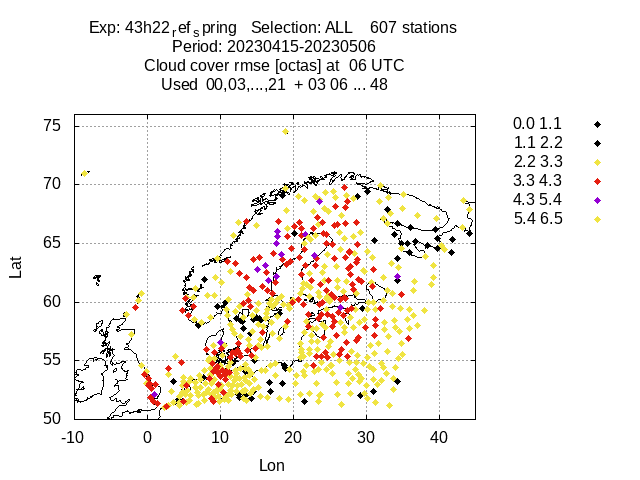 Exp: 43h22ref spring Selection: ALL 607 stations
Period: 20230415-20230506
Cloud cover rmse [octas] at 06 UTC
Used 00,03,...,21 + 03 06 ... 48
75
70
65
60
55
50
-10 0 10 20 30 40
Lat
Lon
0.0 1.1
1.1 2.2
2.2 3.3
3.3 4.3
4.3 5.4
5.4 6.5